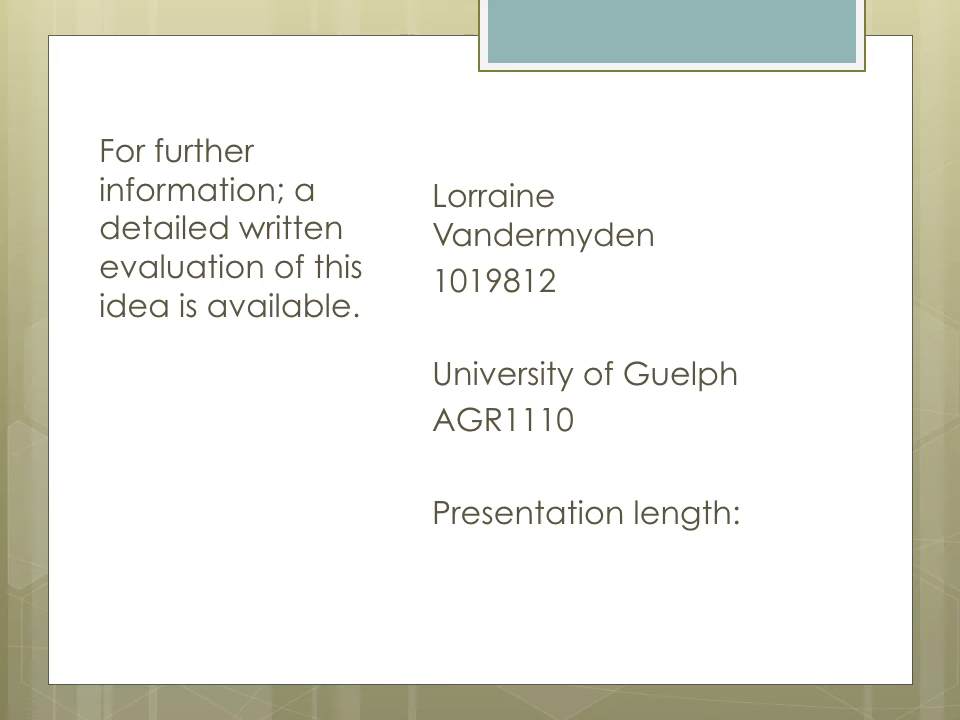 For further
information; a
detailed written
evaluation of this
idea is available.
Lorraine
Vandermyden
1019812
University of Guelph
AGR1110
Presentation length: